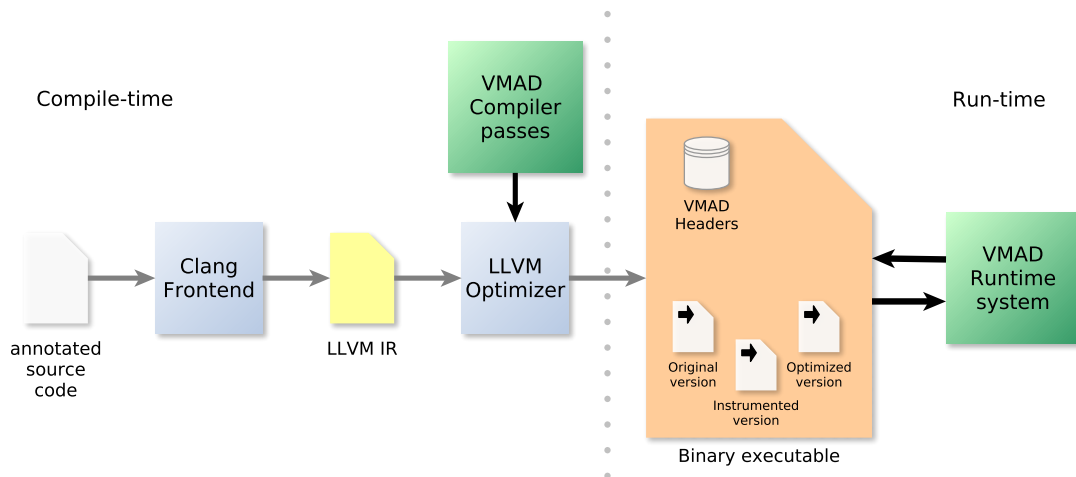 Compile-time
VMAD
Compiler
passes
Run-time
VMAD
Headers
Clang
Frontend
LLVM
Optimizer
VMAD
Runtime
system
annotated
source
code
LLVM IR
Original
version
Optimized
version
Instrumented
version
Binary executable